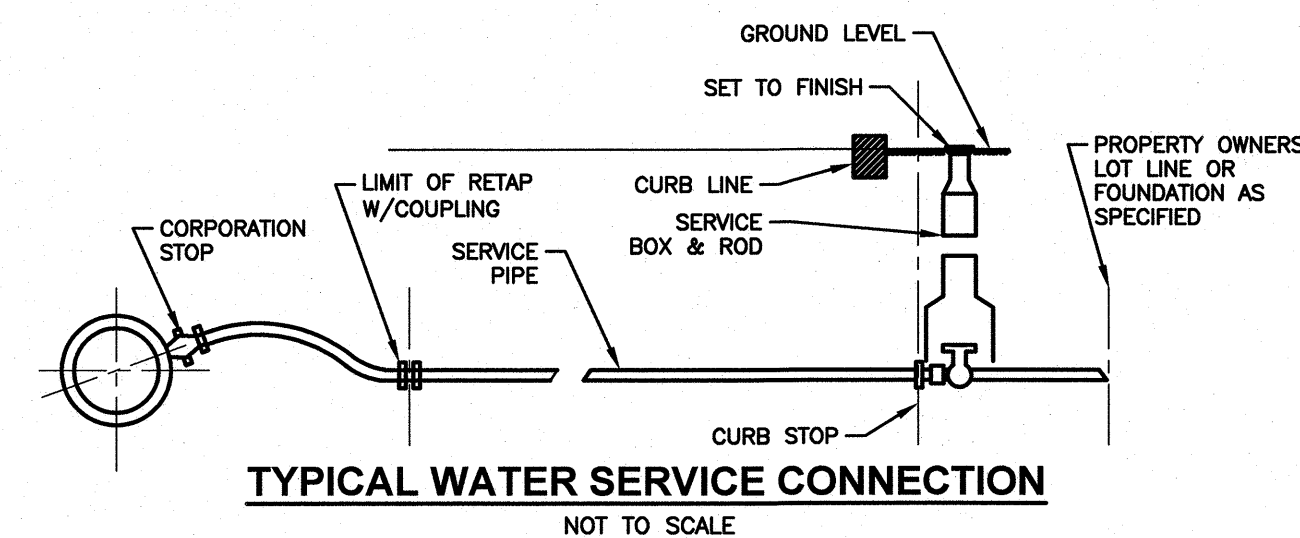 GROUND LEVEL
SET TO FINISH
PROPERTY OWNERS
LOT LINE OR
FOUNDATION AS
SPECIFIED
LIMIT OF RETAP
W/COUPLING
CURB LINE
SERVICE
BOX & ROD
CORPORATION
STOP
SERVICE
PIPE
CURB STOP
TYPICAL WATER SERVICE CONNECTION
NOT TO SCALE